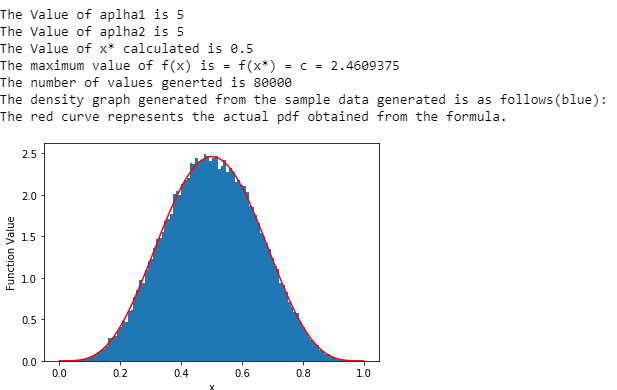 The Value of aplha1 is 5
The Value of aplha2 is 5
The Value of x* calculated is 0.5
The maximum value of f(x) is = f(x*) = c = 2.4609375
The number of values generted is 80000
The density graph generated from the sample data generated is as follows(blue):
The red curve represents the actual pdf obtained from the formula.
2.5
2.0
1.5
1.0
0.5
0.0
Function Value
0.0 0.2 0.4 0.6 0.8 1.0
x